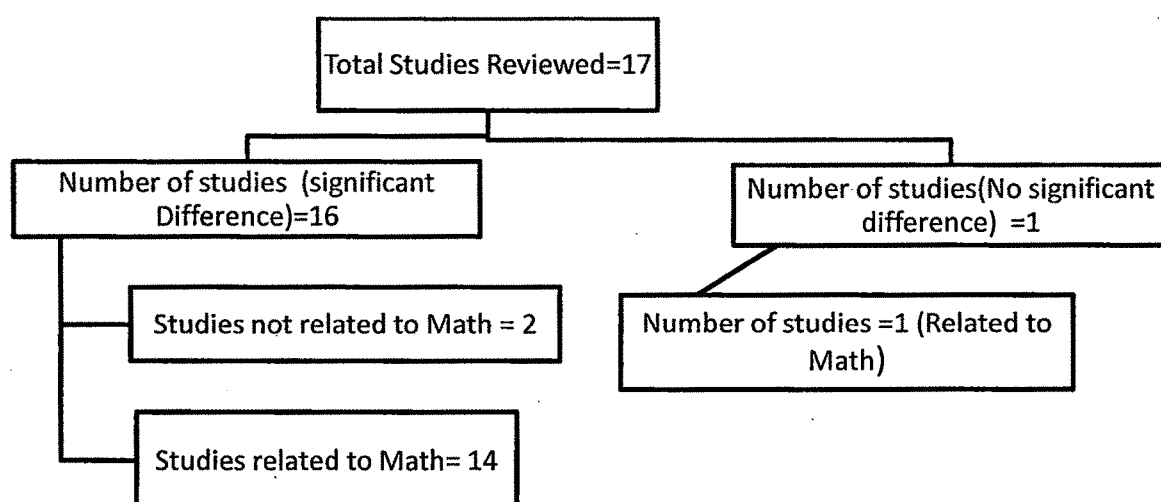 Total Studies Reviewed=17
Number of studies (significant
Difference)=16
Number of studies(No significant
difference) =1
Studies not related to Math = 2
Number of studies =1 (Related to
Math)
Studies related to Math= 14